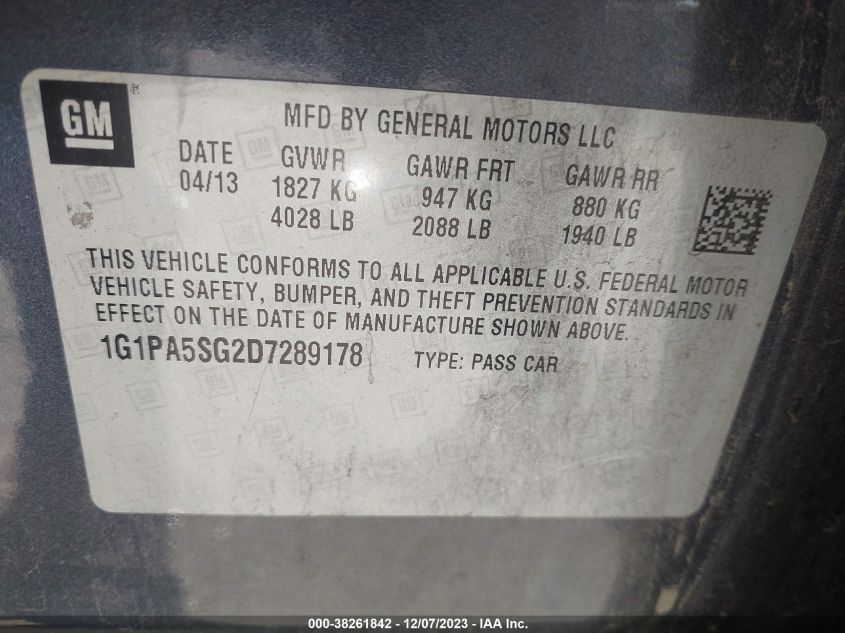 GM ®
MFD BY GENERAL MOTORS LLC
DATE GVWR GAWR FRT GAWR RR
04/13 1827 KG 947 KG 880 KG
4028 LB 2088 LB 1940 LB
THIS VEHICLE CONFORMS TO ALL APPLICABLE U.S. FEDERAL MOTOR
VEHICLE SAFETY, BUMPER, AND THEFT PREVENTION STANDARDS IN
EFFECT ON THE DATE OF MANUFACTURE SHOWN ABOVE.
1G1PA5SG2D7289178 TYPE: PASS CAR
000-38261842 - 12/07/2023 - IAA Inc.